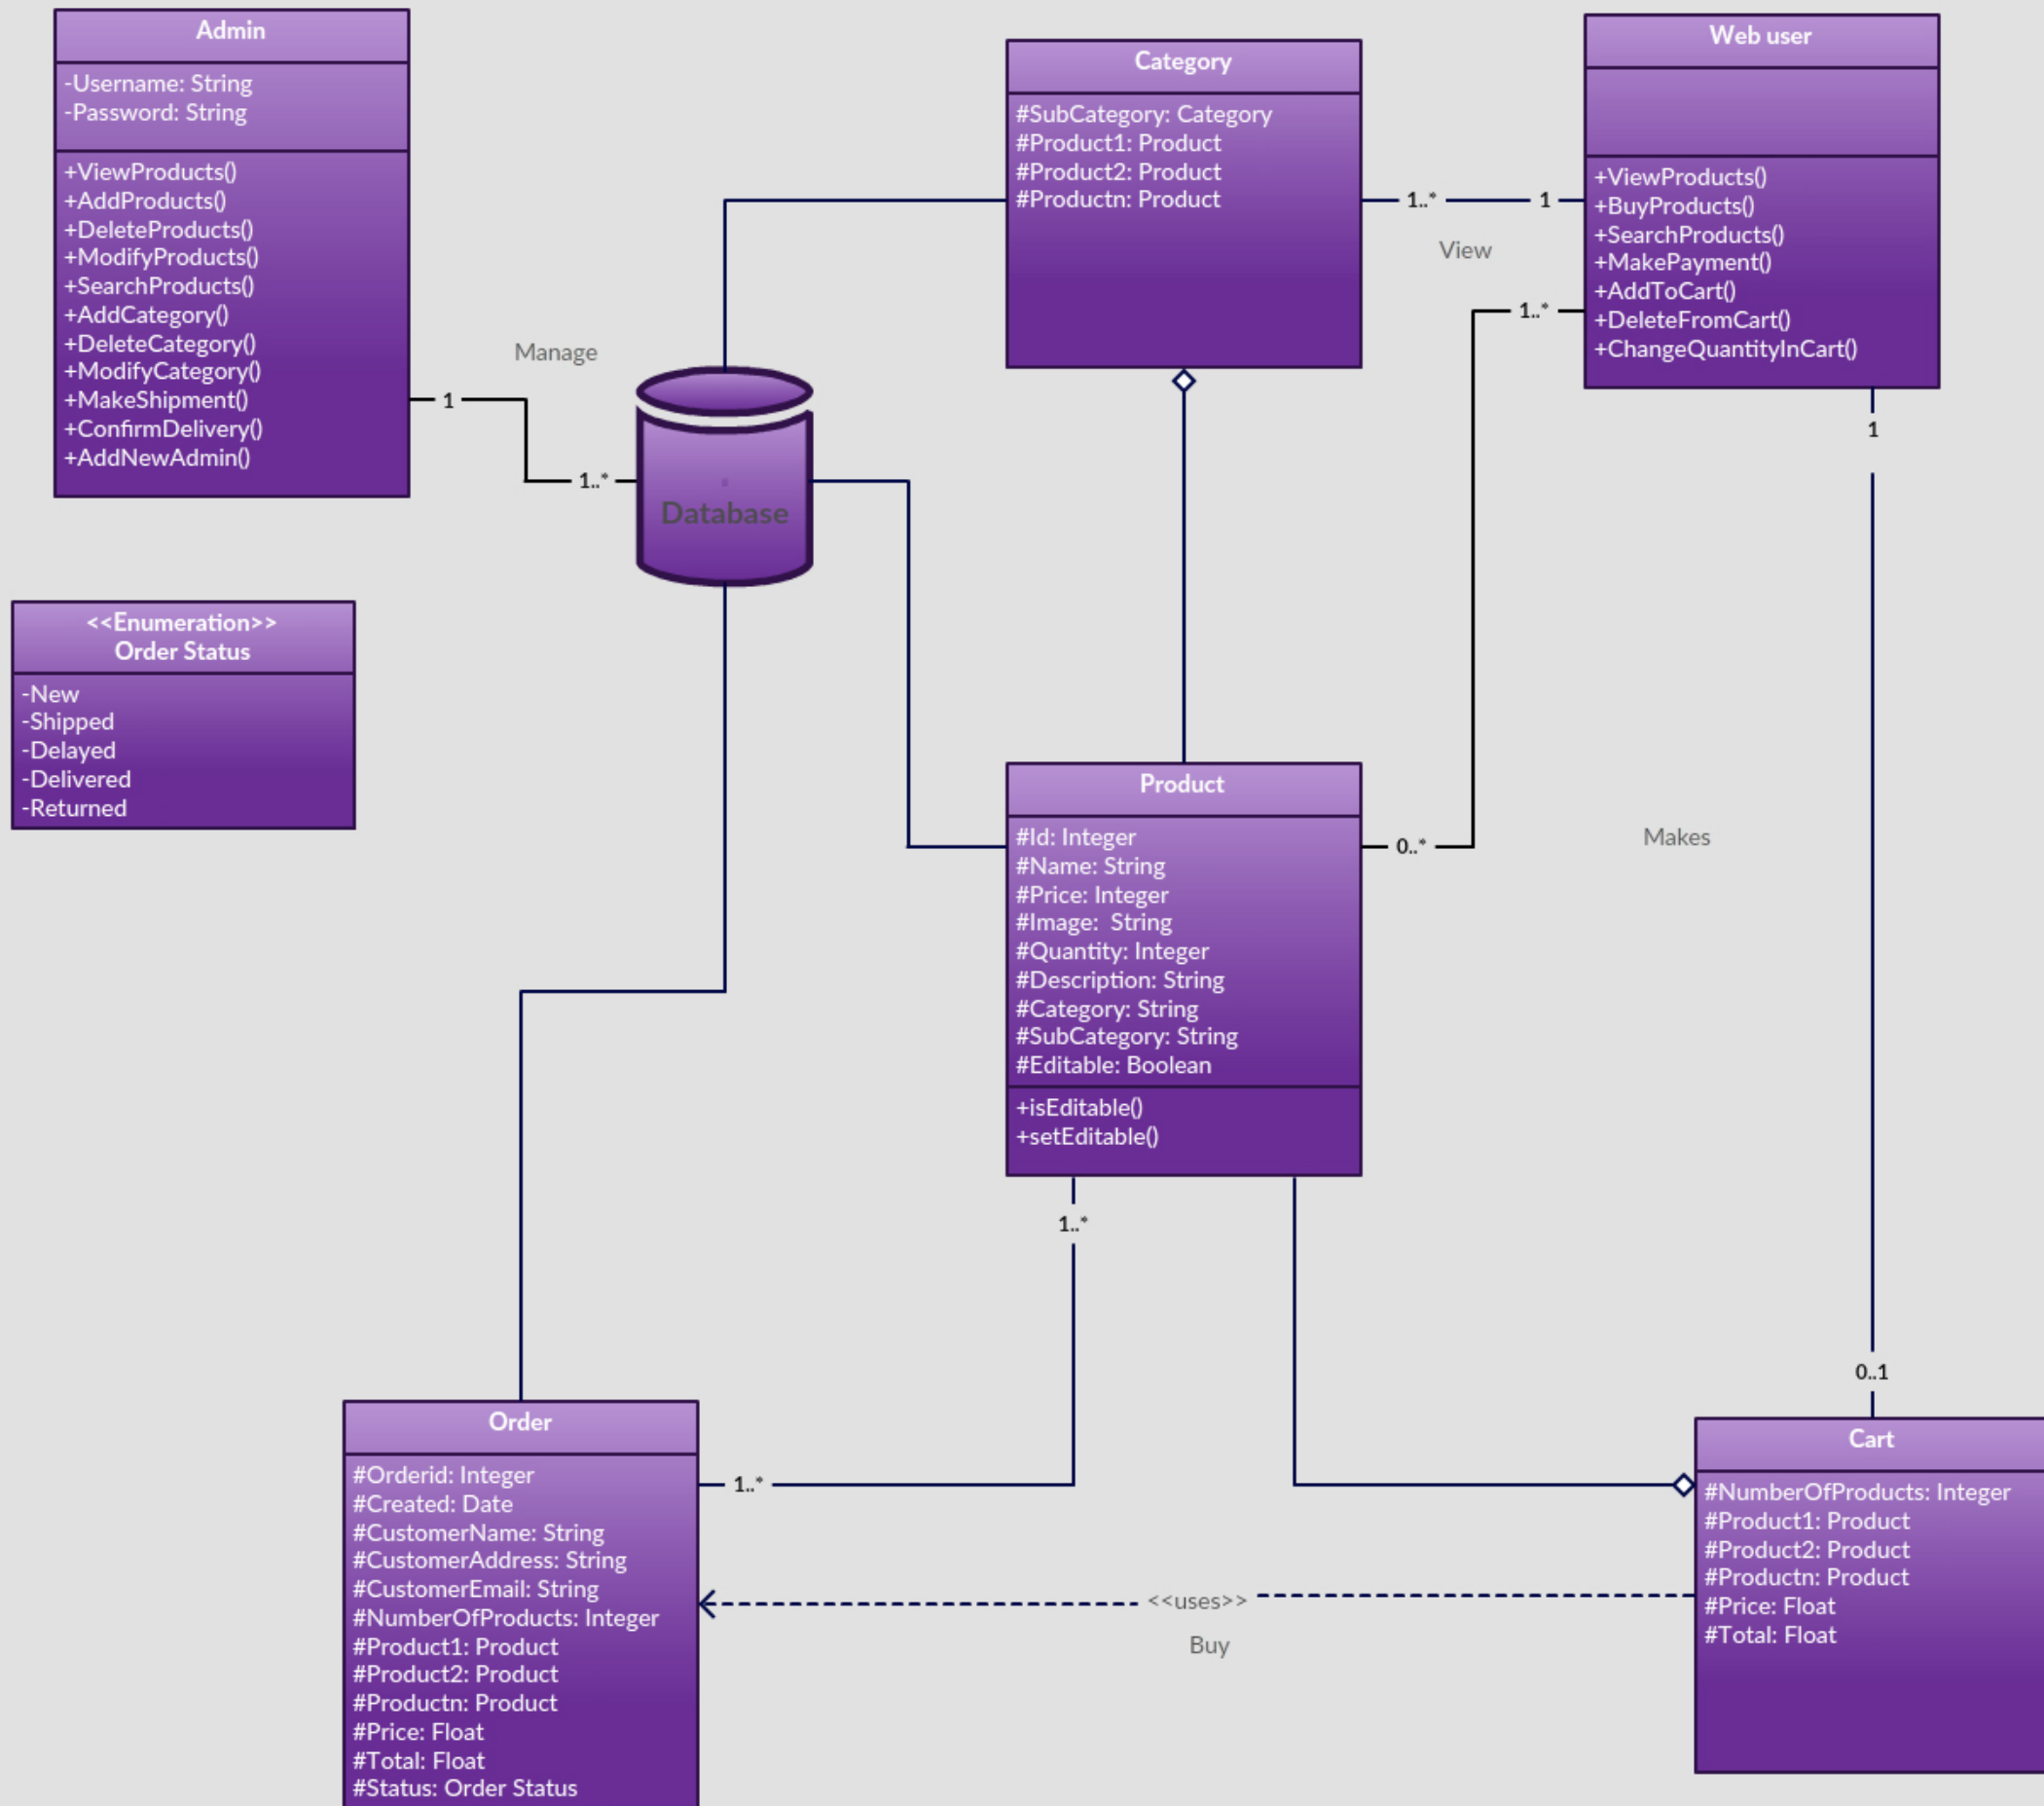 Admin
-Username: String
-Password: String
+ViewProducts()
+AddProducts()
+DeleteProducts()
+ModifyProducts()
+SearchProducts()
+AddCategory()
+DeleteCategory()
+ModifyCategory()
+MakeShipment()
+ConfirmDelivery()
+AddNewAdmin()
Category
#SubCategory: Category
#Product1: Product
#Product2: Product
#Productn: Product
Web user
+ViewProducts()
+BuyProducts()
+SearchProducts()
+MakePayment()
+AddToCart()
+DeleteFromCart()
+ChangeQuantityInCart()
1..*
1
View
1..*
1
Manage
1
1..*
Database
<<Enumeration>>
Order Status
-New
-Shipped
-Delayed
-Delivered
-Returned
Product
#Id: Integer
#Name: String
#Price: Integer
#Image:  String
#Quantity: Integer
#Description: String
#Category: String
#SubCategory: String
#Editable: Boolean
+isEditable()
+setEditable()
0..*
Makes
1..*
0..1
Order
#Orderid: Integer
#Created: Date
#CustomerName: String
#CustomerAddress: String
#CustomerEmail: String
#NumberOfProducts: Integer
#Product1: Product
#Product2: Product
#Productn: Product
#Price: Float
#Total: Float
#Status: Order Status
1..*
<<uses>>
Buy
Cart
#NumberOfProducts: Integer
#Product1: Product
#Product2: Product
#Productn: Product
#Price: Float
#Total: Float